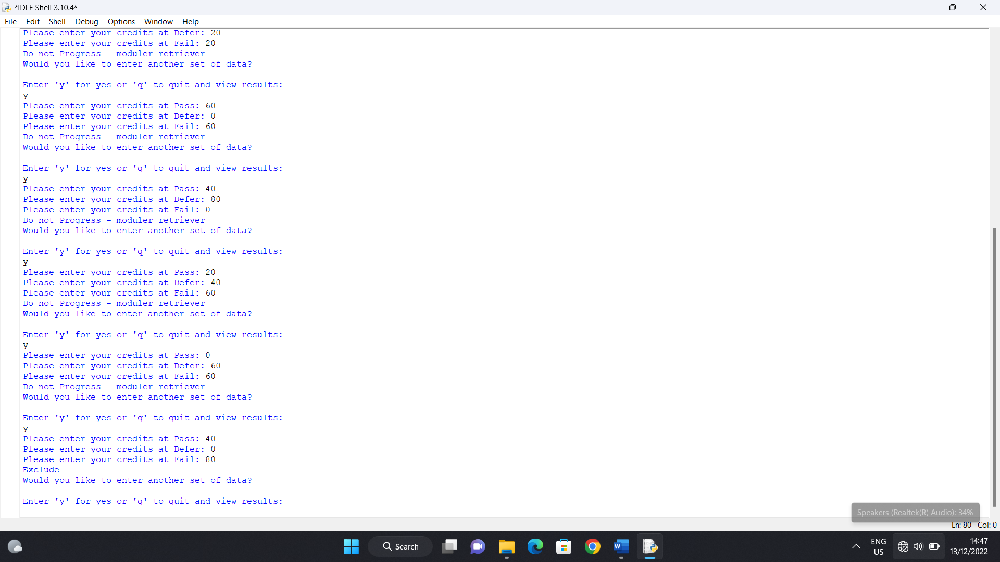 *IDLE Shell 3.10.4*
File Edit Shell Debug Options Window Help
Please enter your credits at Defer: 20
Please enter your credits at Fail: 20
Do not Progress - moduler retriever
Would you like to enter another set of data?
Enter 'y' for yes or 'q' to quit and view results:
y
Please enter your credits at Pass: 60
Please enter your credits at Defer: 0
Please enter your credits at Fail: 60
Do not Progress - moduler retriever
Would you like to enter another set of data?
Enter 'y' for yes or 'q' to quit and view results:
y
Please enter your credits at Pass: 40
Please enter your credits at Defer: 80
Please enter your credits at Fail: 0
Do not Progress - moduler retriever
Would you like to enter another set of data?
Enter 'y' for yes or 'q' to quit and view results:
y
Please enter your credits at Pass: 20
Please enter your credits at Defer: 40
Please enter your credits at Fail: 60
Do not Progress - moduler retriever
Would you like to enter another set of data?
Enter 'y' for yes or 'q' to quit and view results:
y
Please enter your credits at Pass: 0
Please enter your credits at Defer: 60
Please enter your credits at Fail: 60
Do not Progress - moduler retriever
Would you like to enter another set of data?
Enter 'y' for yes or 'q' to quit and view results:
y
Please enter your credits at Pass: 40
Please enter your credits at Defer: 0
Please enter your credits at Fail: 80
Exclude
Would you like to enter another set of data?
Enter 'y' for yes or 'q' to quit and view results:
Speakers (Realtek(R) Audio): 34%
Ln: 80 Col: 0
Search
W
ENG
US
14:47
13/12/2022